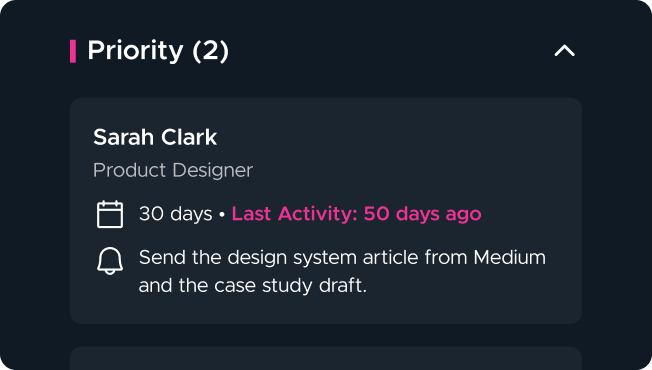 Priority (2)
Sarah Clark
Product Designer
30 days • Last Activity: 50 days ago
Send the design system article from Medium
and the case study draft.